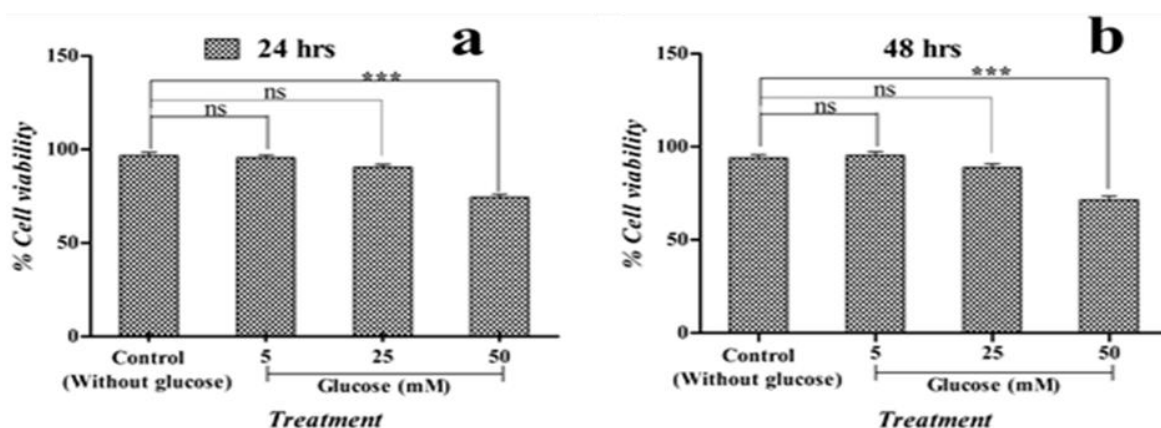 a
24 hrs
150
100
50
0
% Cell viability
***
ns
ns
Control
(Without glucose)
5
25
50
Glucose (mM)
Treatment
b
48 hrs
150
100
50
0
% Cell viability
***
ns
ns
Control
(Without glucose)
5
25
50
Glucose (mM)
Treatment